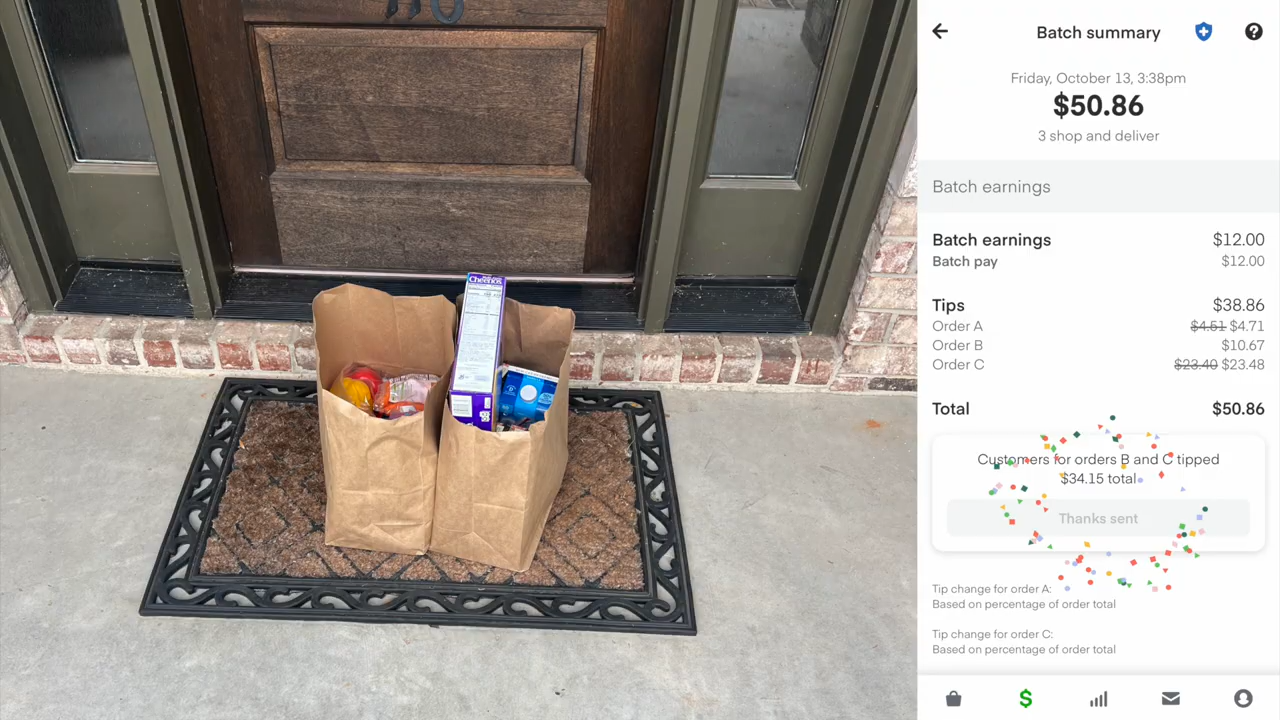 Cheerios
Batch summary
Friday, October 13, 3:38pm
$50.86
3 shop and deliver
Batch earnings
Batch earnings $12.00
Batch pay $12.00
Tips $38.86
Order A $4.51 $4.71
Order B $10.67
Order C $23.40 $23.48
Total $50.86
Customers for orders B and C tipped
$34.15 total
Thanks sent
Tip change for order A:
Based on percentage of order total
Tip change for order C:
Based on percentage of order total